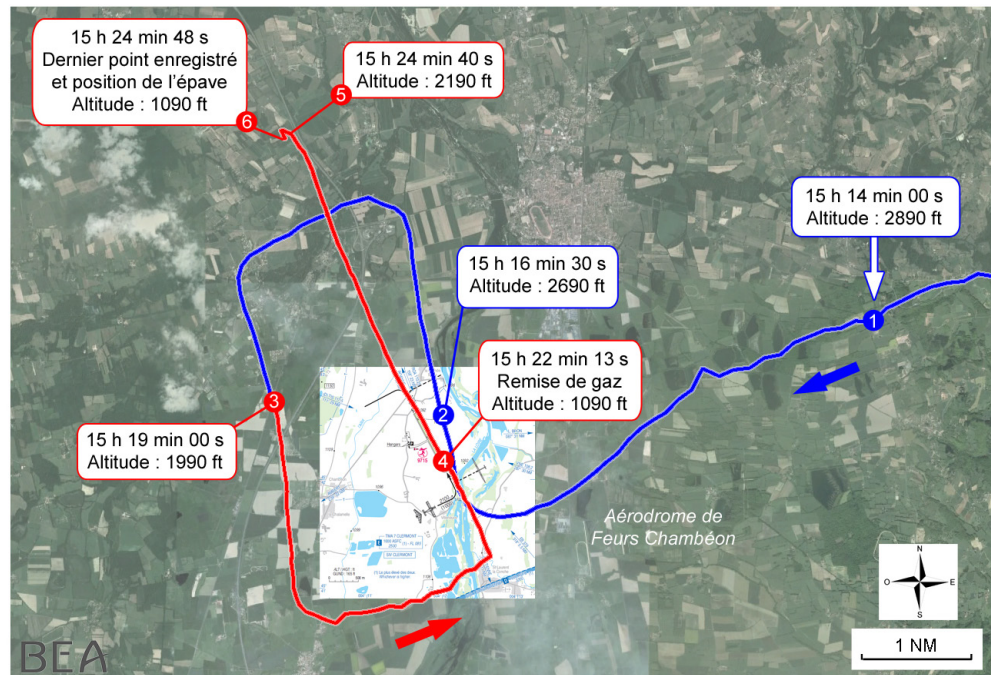 15 h 24 min 48 s
Dernier point enregistré
et position de l'épave
Altitude : 1090 ft
15 h 24 min 40 s
Altitude : 2190 ft
5
6
15 h 14 min 00 s
Altitude : 2890 ft
1
15 h 16 min 30 s
Altitude : 2690 ft
2
15 h 22 min 13 s
Remise de gaz
Altitude : 1090 ft
4
3
15 h 19 min 00 s
Altitude : 1990 ft
Aérodrome de
Feurs Chambéon
N
O
E
S
1 NM
BEA